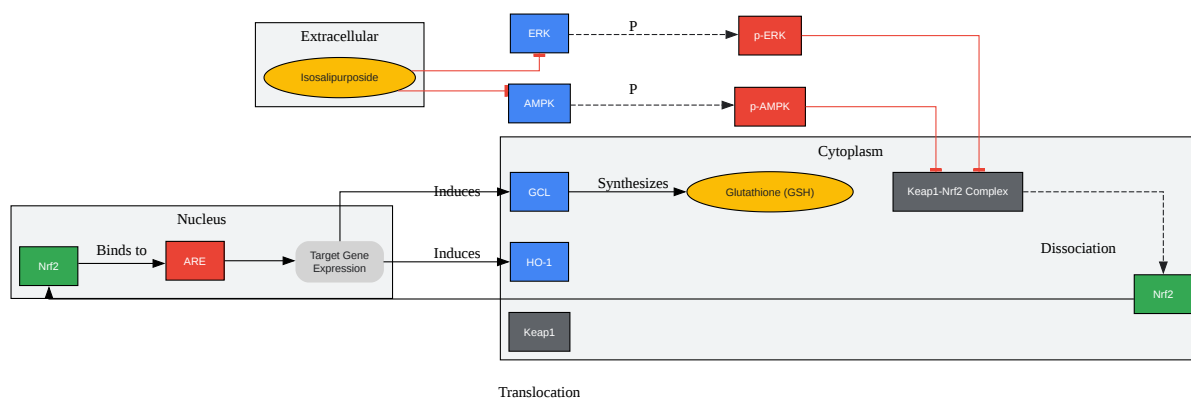 Extracellular
Isosalipurposide
ERK
P
p-ERK
AMPK
P
p-AMPK
Cytoplasm
Induces
GCL
Synthesizes
Glutathione (GSH)
Keap1-Nrf2 Complex
Nucleus
Nrf2
Binds to
ARE
Target Gene
Expression
Induces
HO-1
Dissociation
Nrf2
Keap1
Translocation